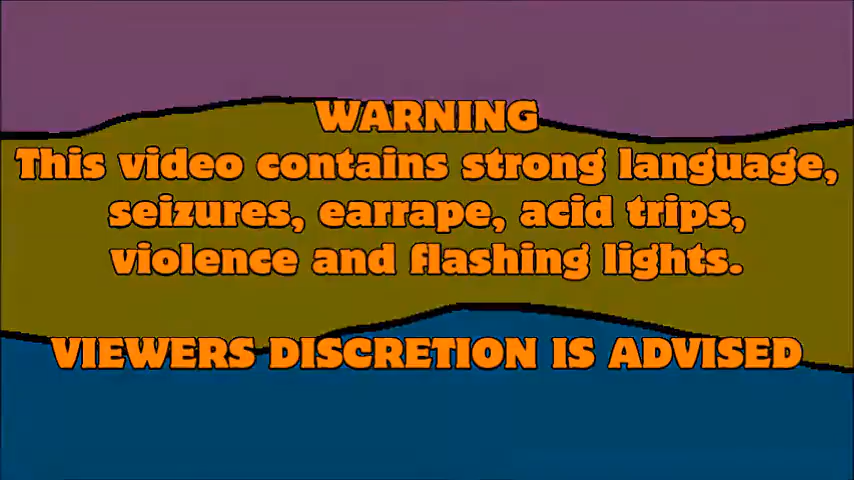 WARNING
This video contains strong language,
seizures, earrape, acid trips,
violence and flashing lights.
VIEWERS DISCRETION IS ADVISED